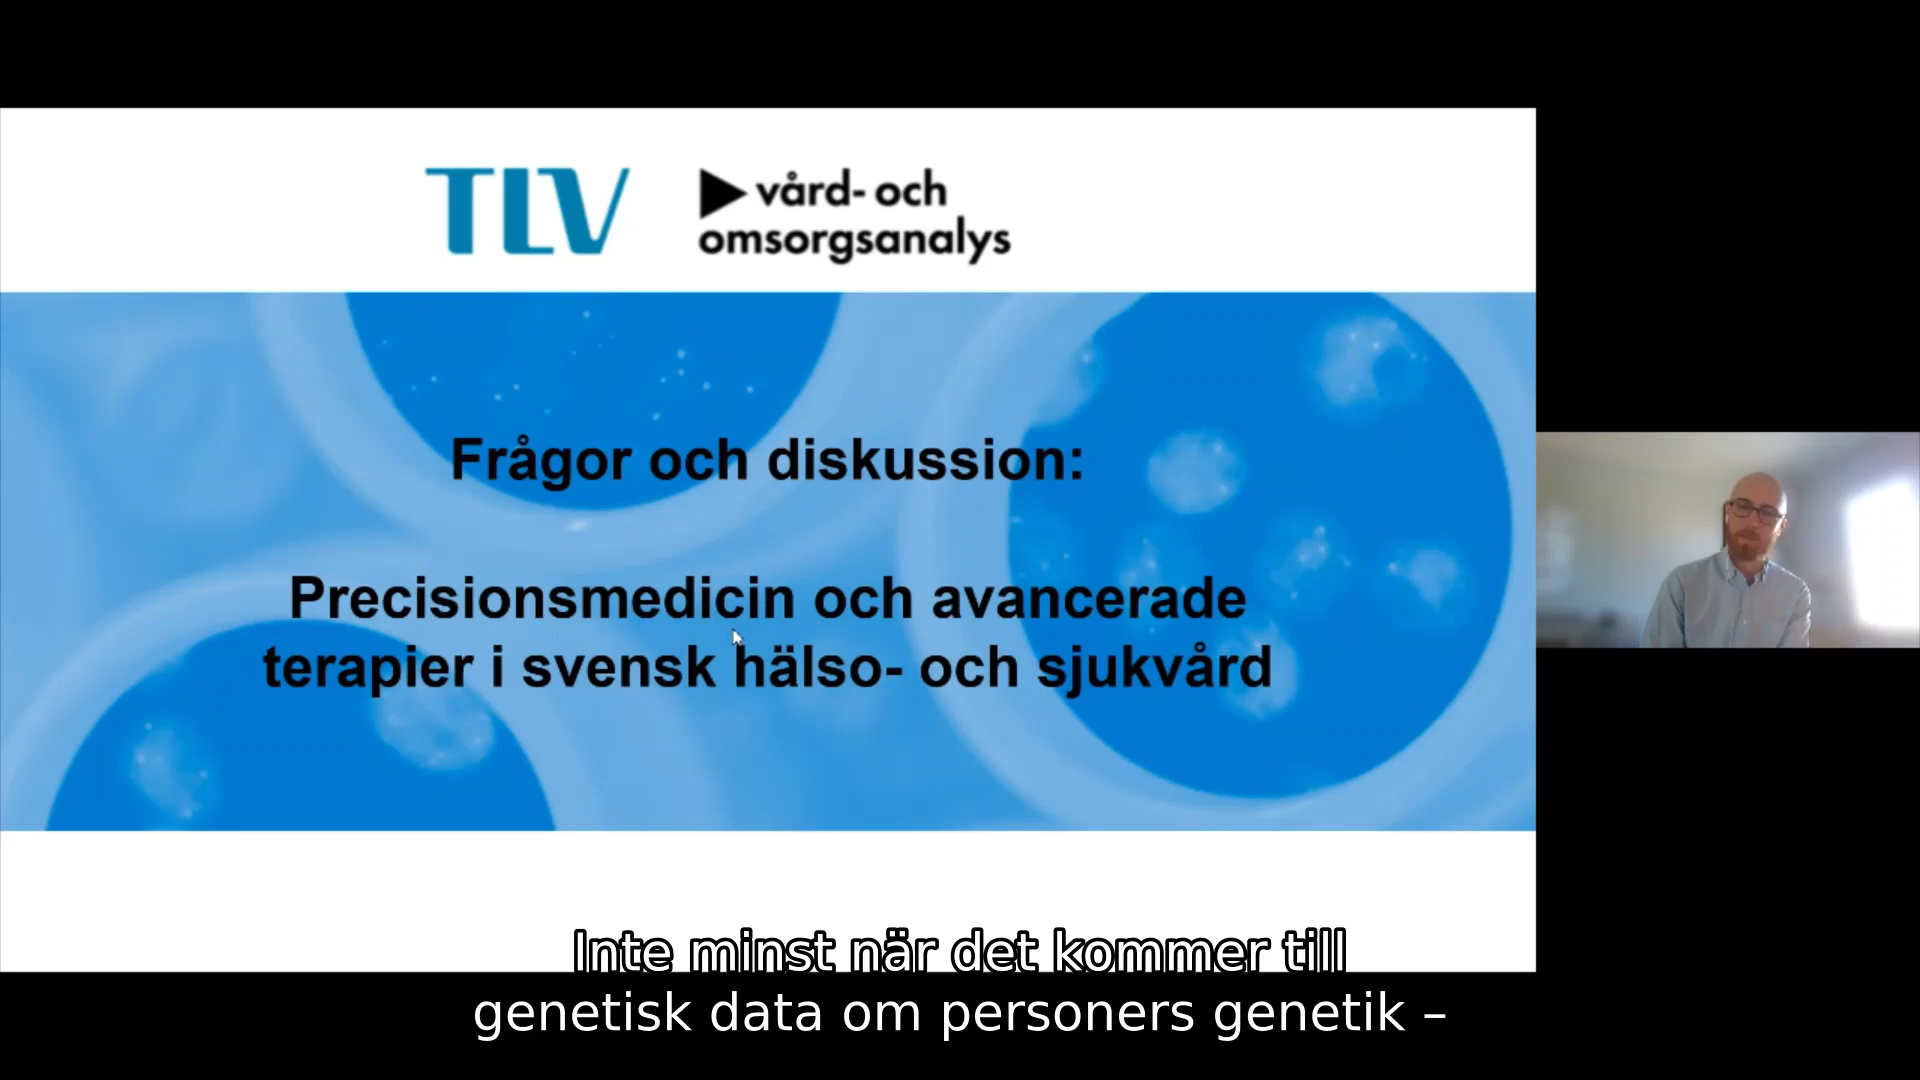 TLV
vård- och
omsorgsanalys
Frågor och diskussion:
Precisionsmedicin och avancerade
terapier i svensk hälso- och sjukvård
Inte minst när det kommer till
genetisk data om personers genetik –